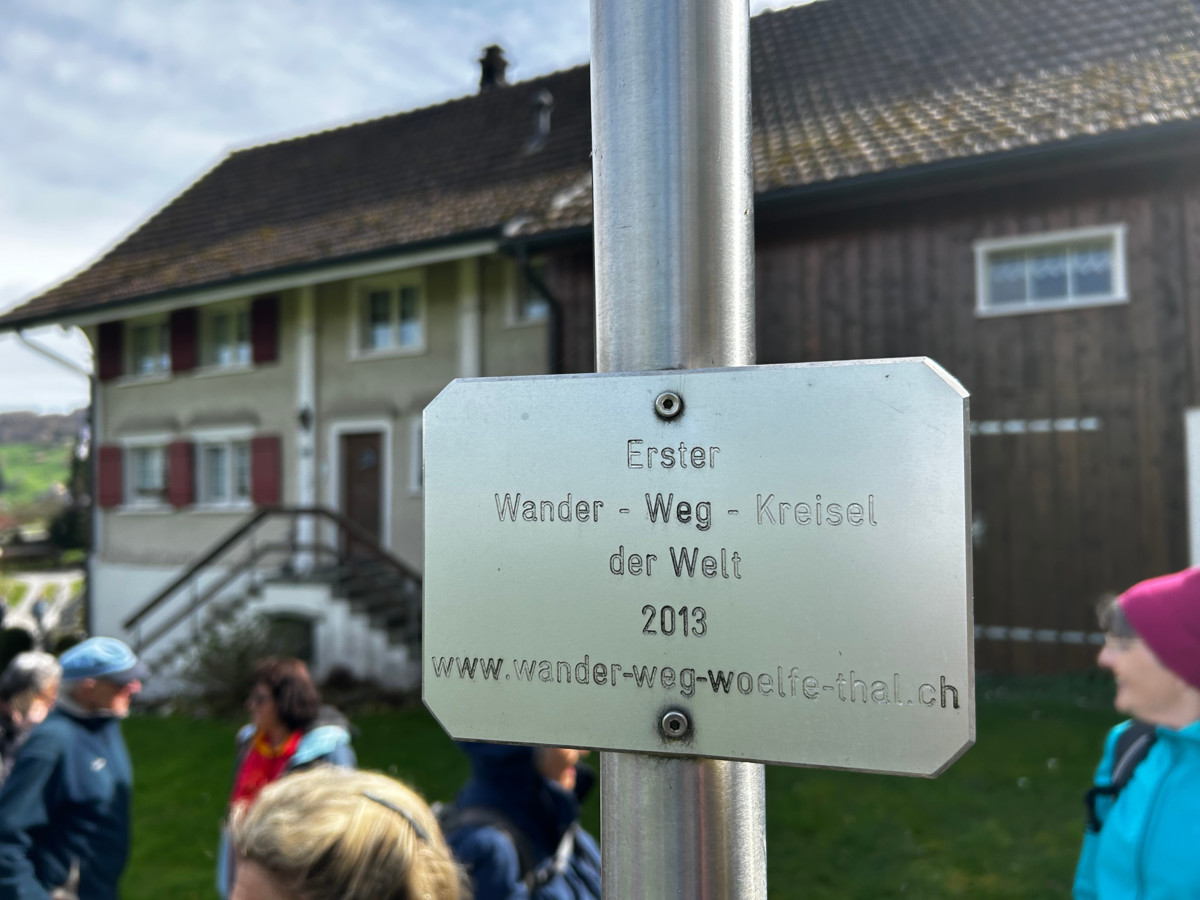 Erster
Wander - Weg - Kreisel
der Welt
2013
www.wander-weg-woelfe-thal.ch